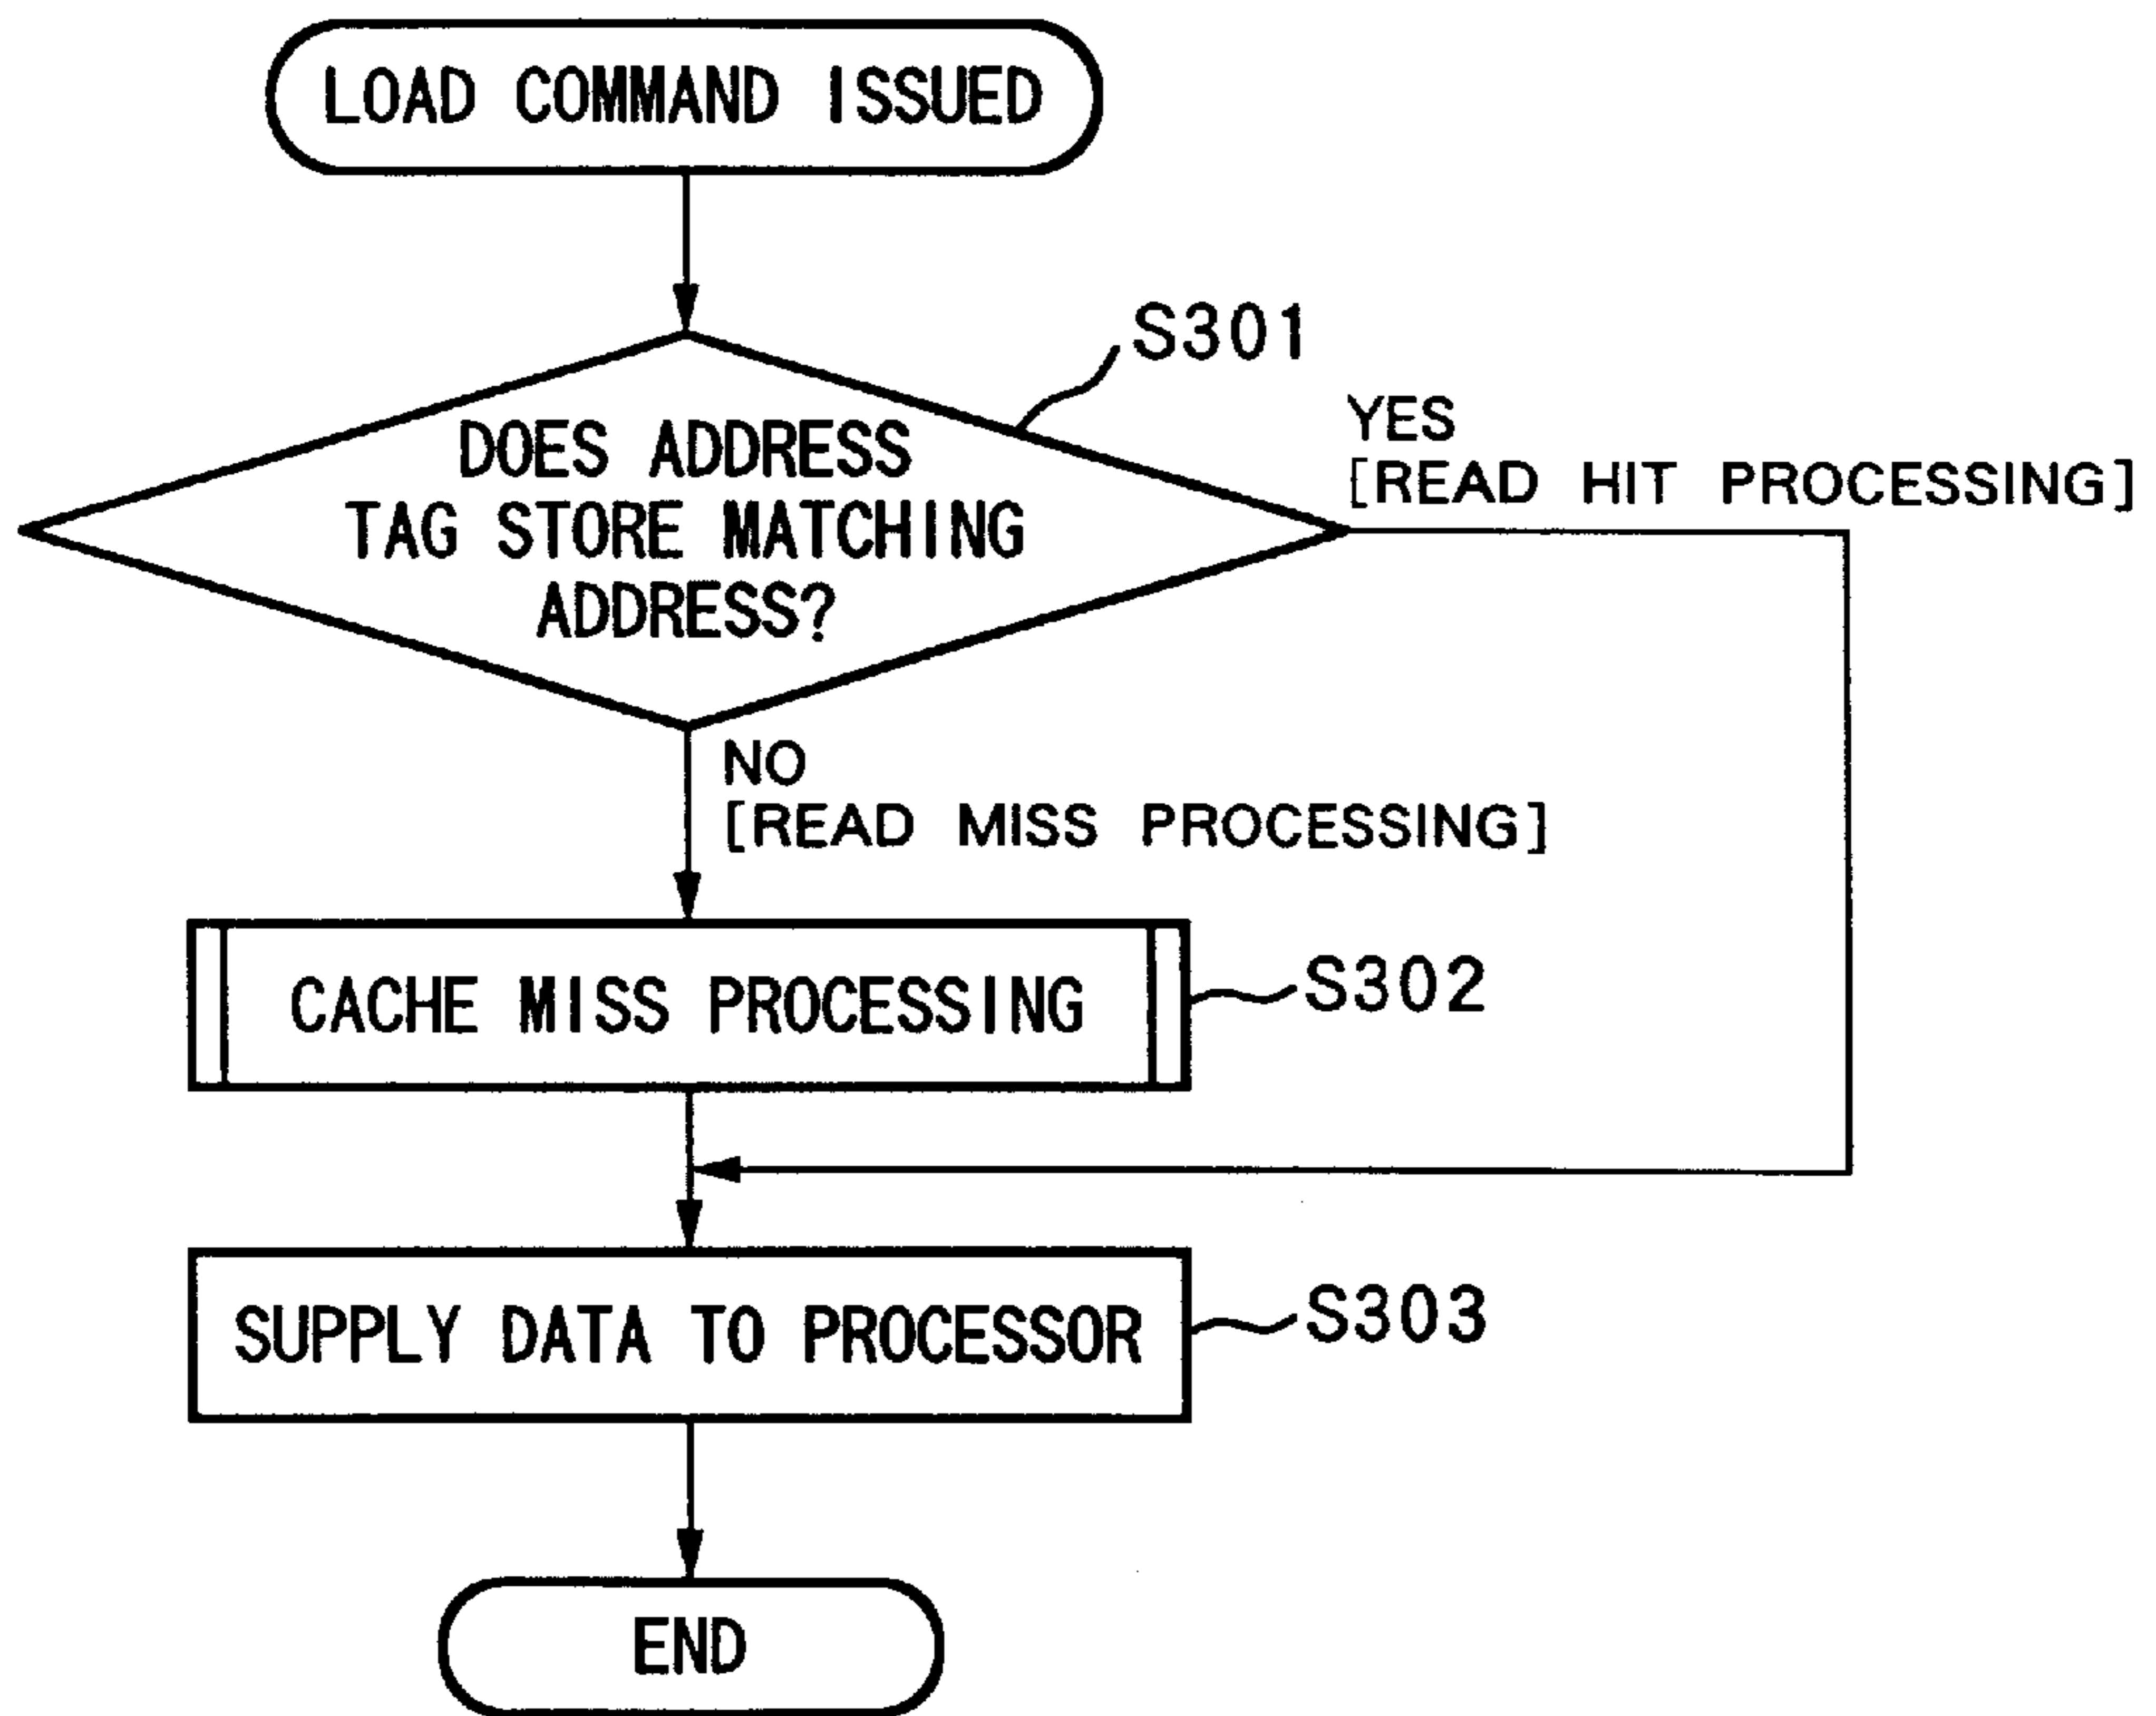 LOAD COMMAND ISSUED
S301
DOES ADDRESS
TAG STORE MATCHING
ADDRESS?
YES
[READ HIT PROCESSING]
NO
[READ MISS PROCESSING]
CACHE MISS PROCESSING
S302
SUPPLY DATA TO PROCESSOR
S303
END